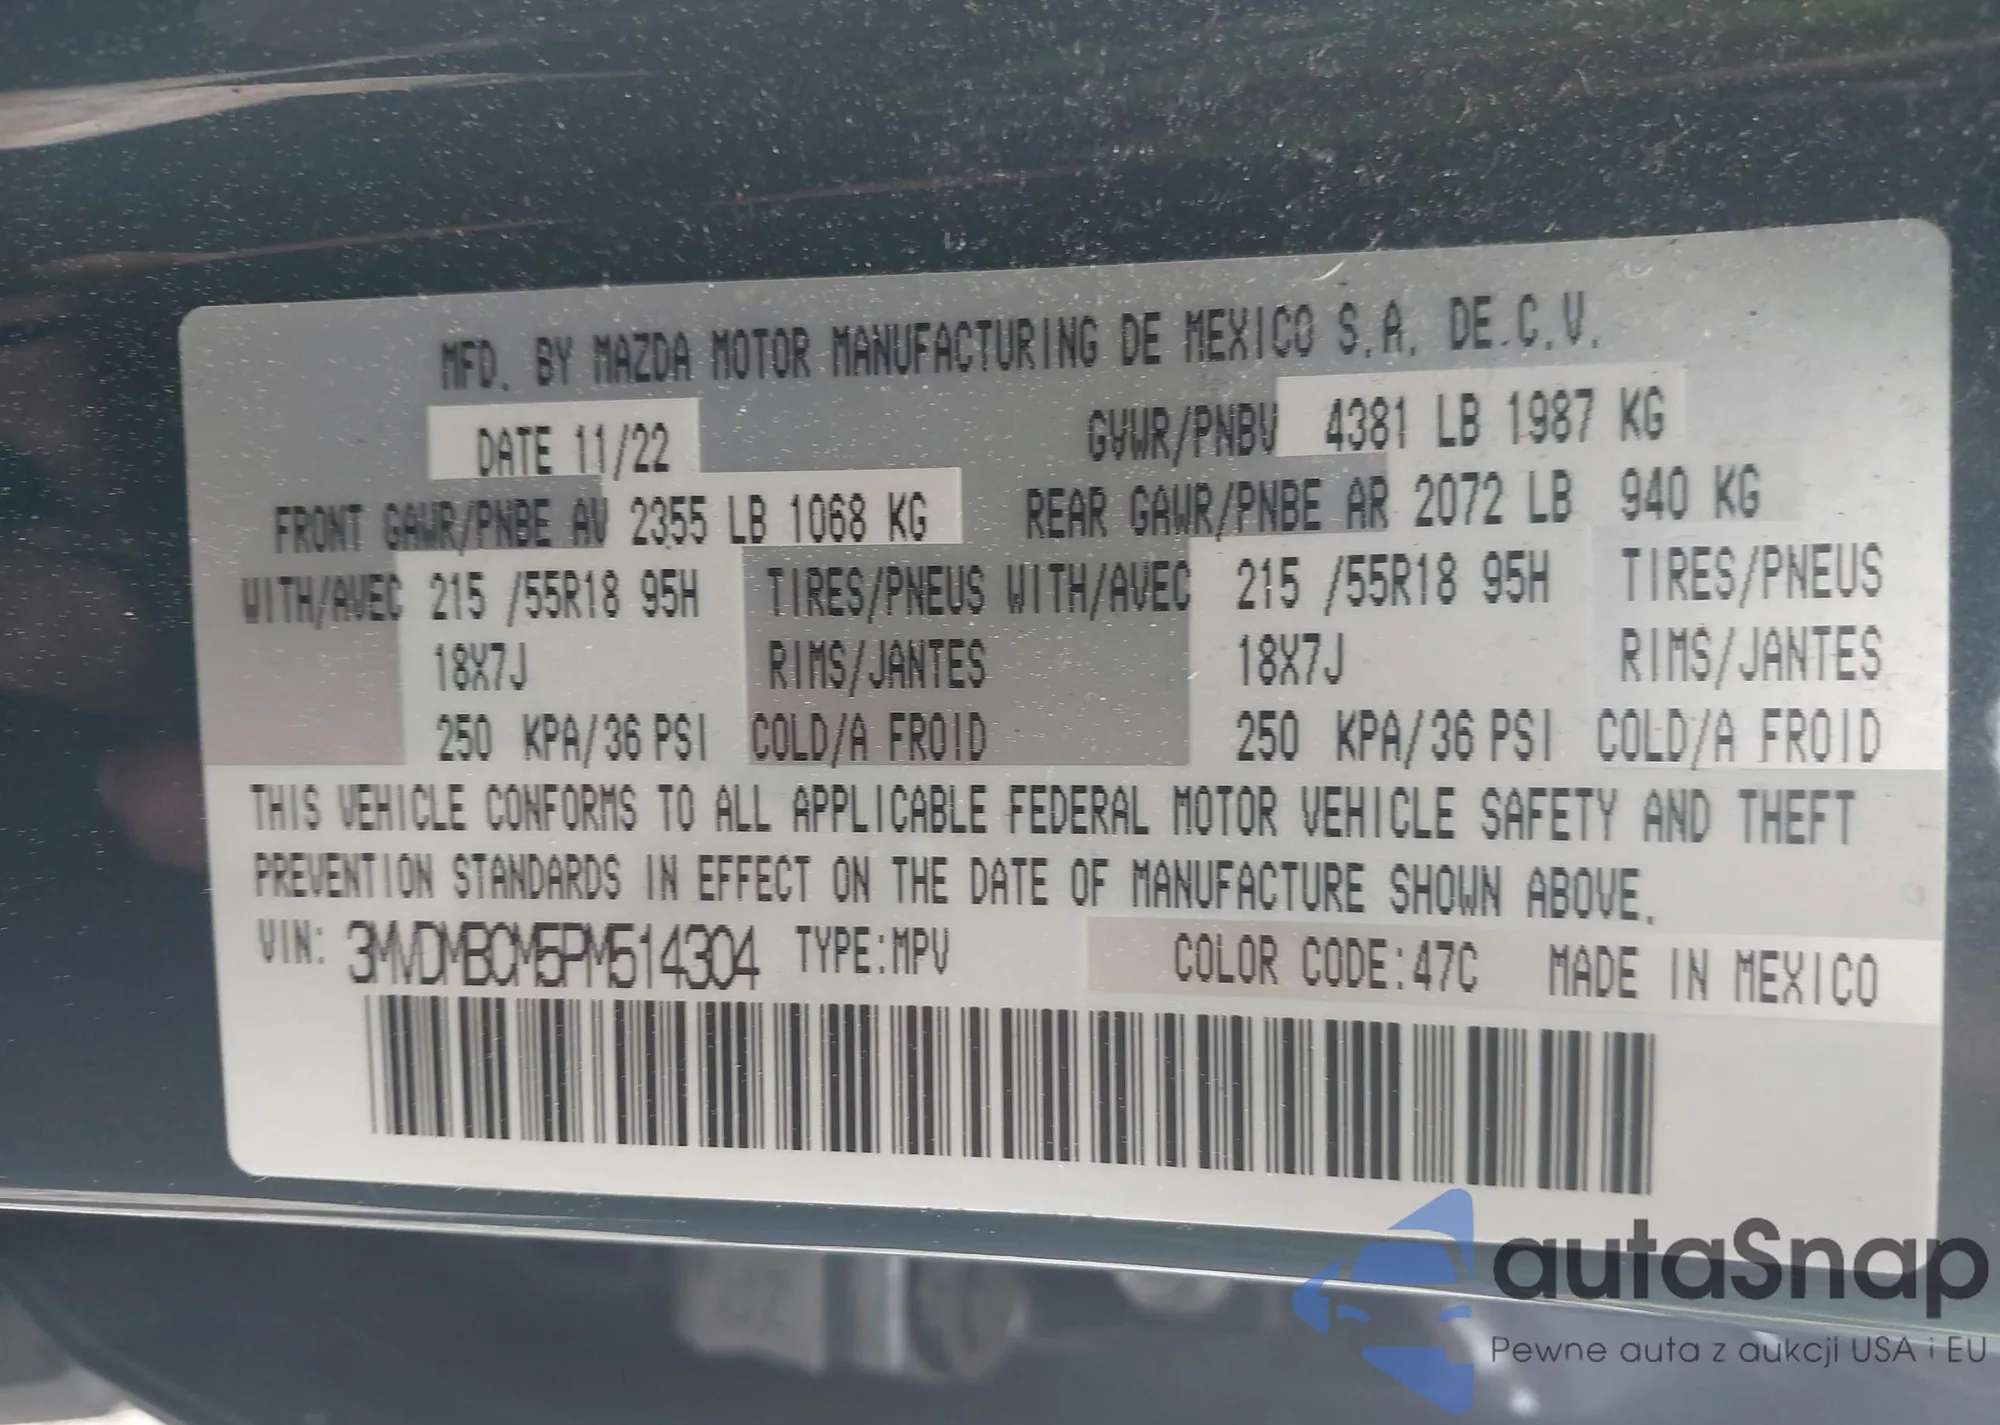 MFD. BY MAZDA MOTOR MANUFACTURING DE MEXICO S.A. DE.C.V.
DATE 11/22 GVWR/PNBV 4381 LB 1987 KG
FRONT GAWR/PNBE AV 2355 LB 1068 KG REAR GAWR/PNBE AR 2072 LB 940 KG
WITH/AVEC 215 /55R18 95H TIRES/PNEUS WITH/AVEC 215 /55R18 95H TIRES/PNEUS
18X7J RIMS/JANTES 18X7J RIMS/JANTES
250 KPA/36 PSI COLD/A FROID 250 KPA/36 PSI COLD/A FROID
THIS VEHICLE CONFORMS TO ALL APPLICABLE FEDERAL MOTOR VEHICLE SAFETY AND THEFT
PREVENTION STANDARDS IN EFFECT ON THE DATE OF MANUFACTURE SHOWN ABOVE.
VIN: 3MVDMBCM5PM514304 TYPE:MPV COLOR CODE:47C MADE IN MEXICO
autaSnap
Pewne auta z aukcji USA i EU